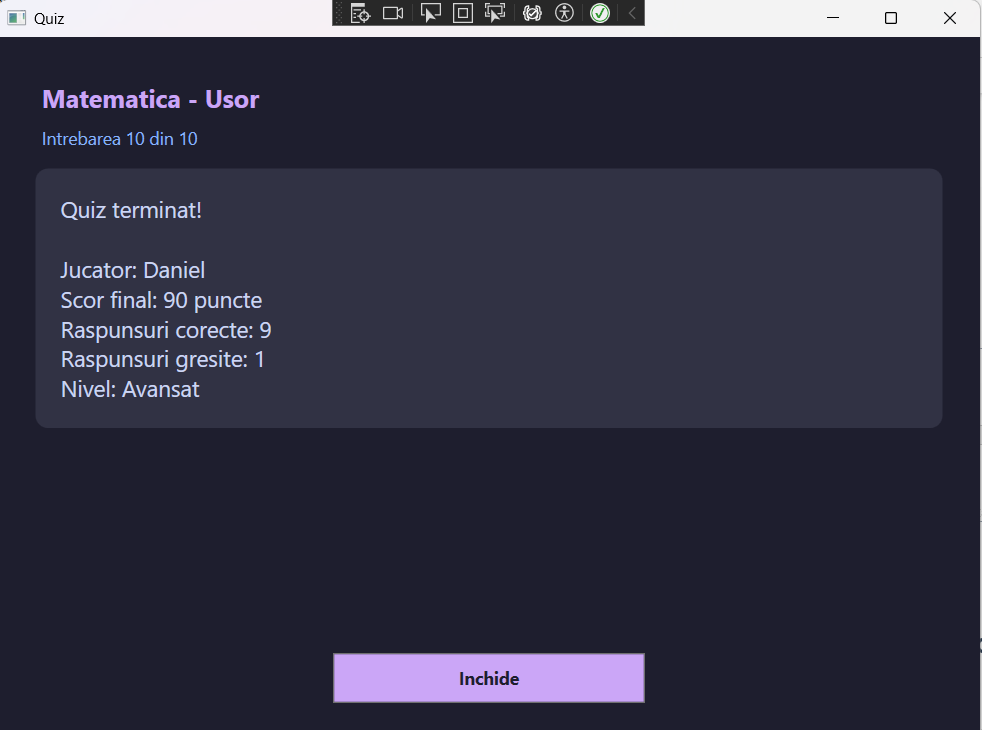 Quiz
Matematica - Usor
Intrebarea 10 din 10
Quiz terminat!
Jucator: Daniel
Scor final: 90 puncte
Raspunsuri corecte: 9
Raspunsuri gresite: 1
Nivel: Avansat
Inchide